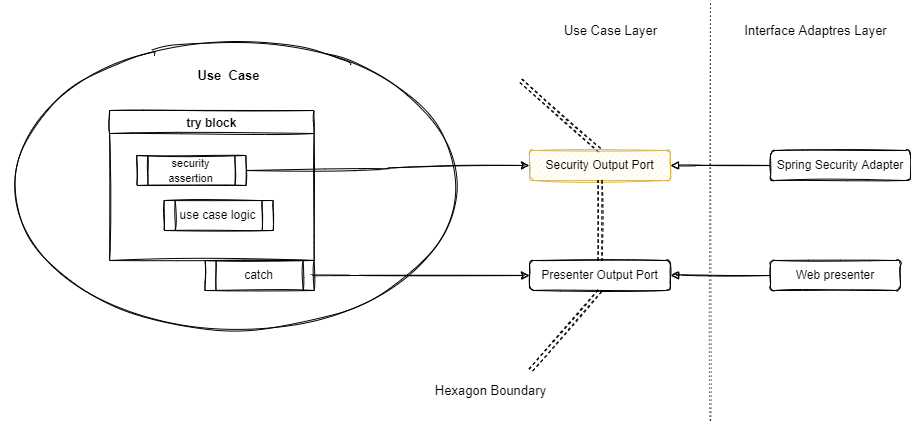 Use Case Layer
Interface Adaptres Layer
Use Case
try block
security
assertion
Security Output Port
Spring Security Adapter
use case logic
catch
Presenter Output Port
Web presenter
Hexagon Boundary